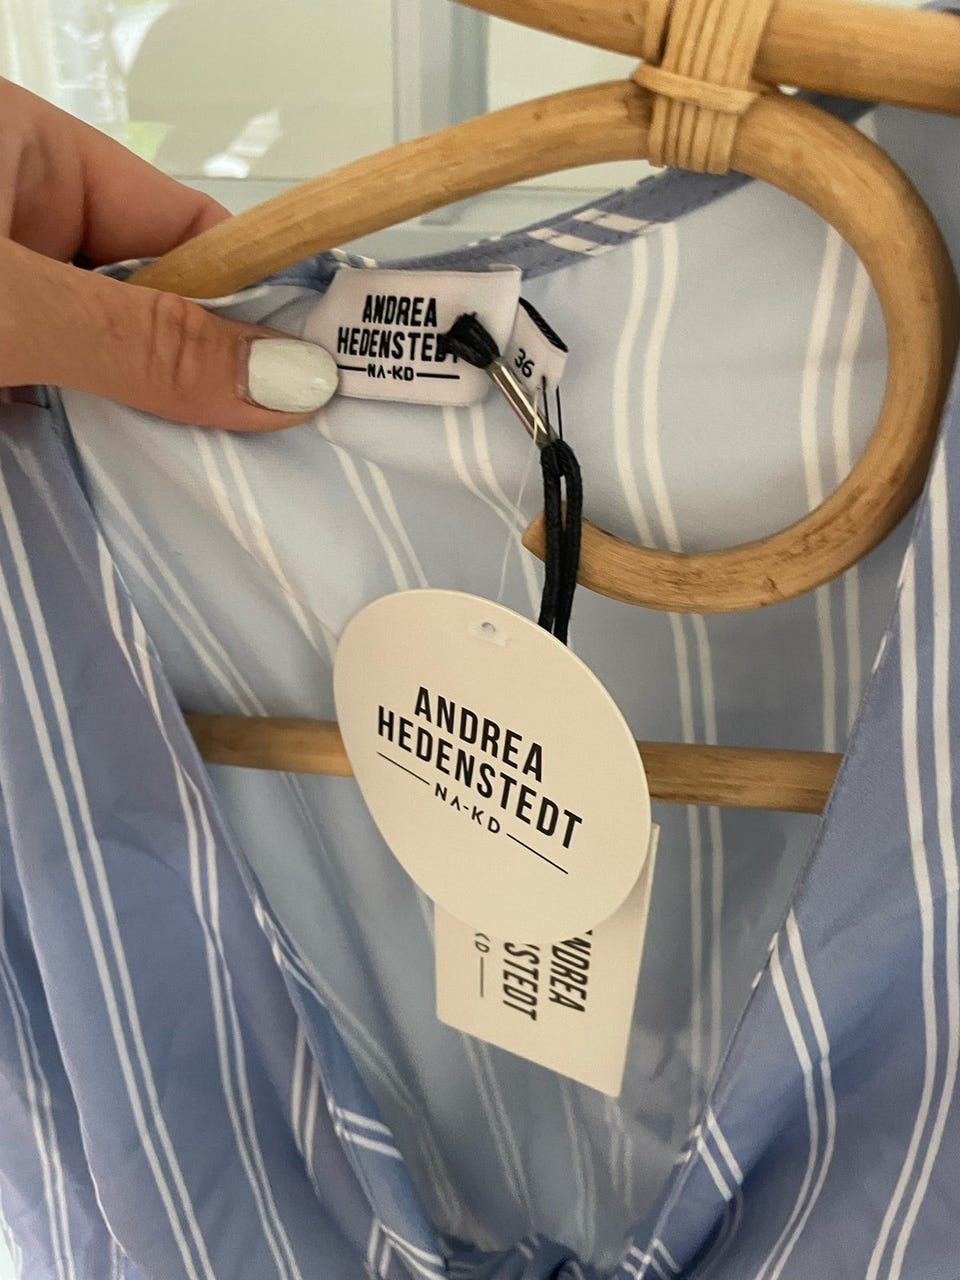 ANDREA
HEDENSTEDT
NA-KD
36
ANDREA
HEDENSTEDT
NA-KD